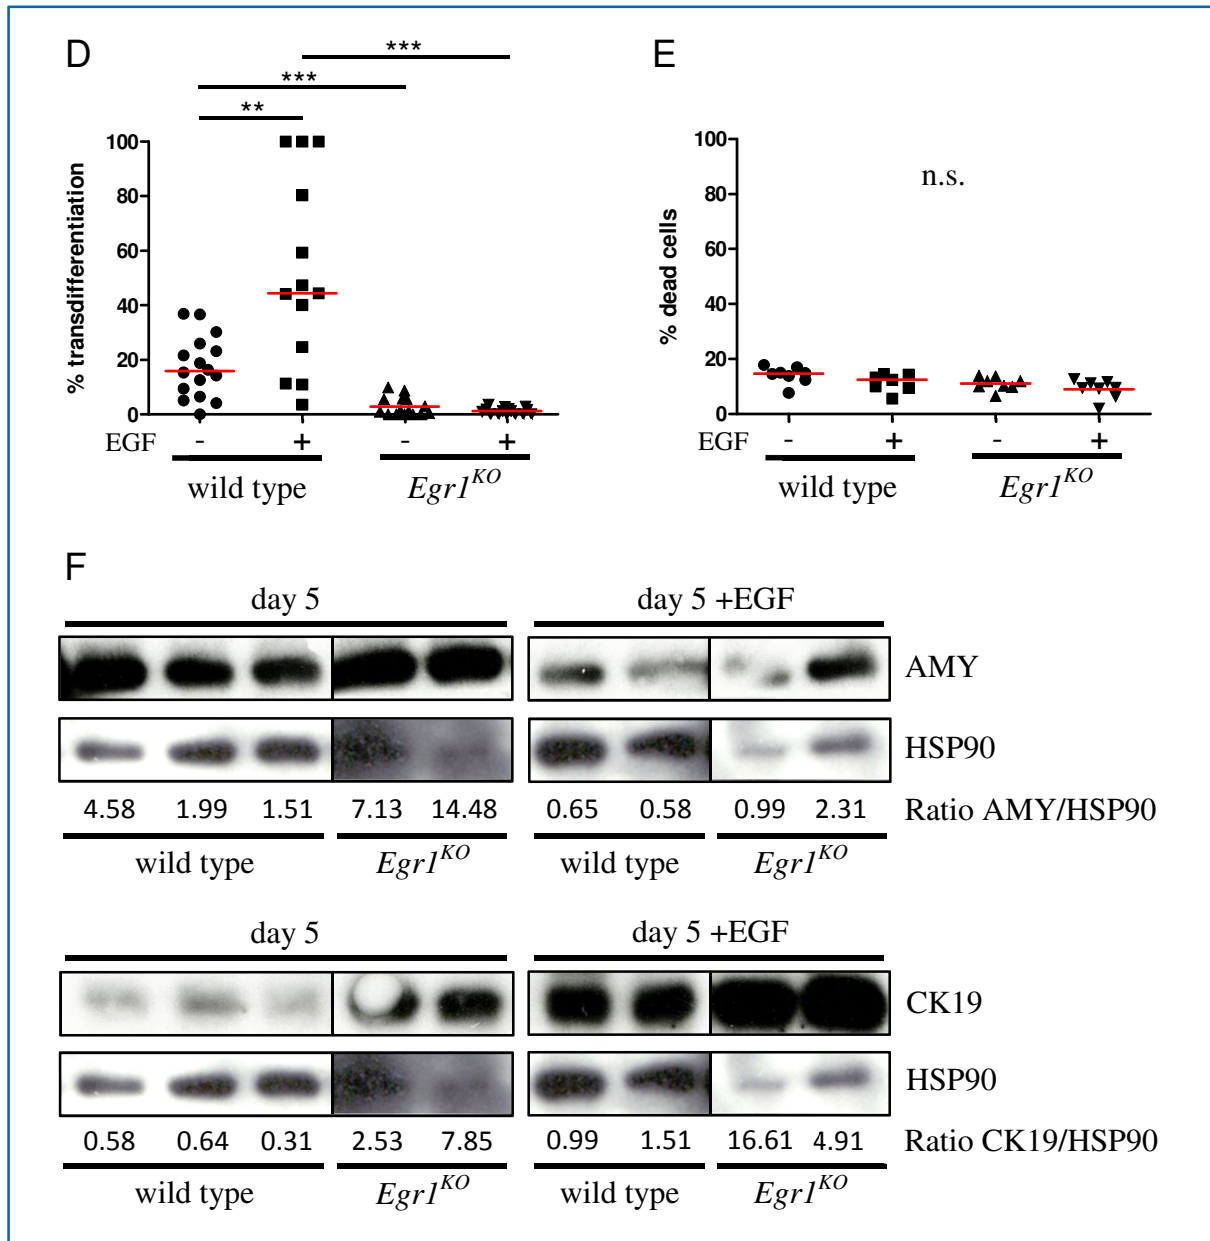 D
***
***
**
% transdifferentiation
100
80
60
40
20
0
EGF - + - +
wild type Egr1KO
E
n.s.
% dead cells
100
80
60
40
20
0
EGF - + - +
wild type Egr1KO
F
day 5 day 5 +EGF
AMY
HSP90
4.58 1.99 1.51 7.13 14.48 0.65 0.58 0.99 2.31 Ratio AMY/HSP90
wild type Egr1KO wild type Egr1KO
day 5 day 5 +EGF
CK19
HSP90
0.58 0.64 0.31 2.53 7.85 0.99 1.51 16.61 4.91 Ratio CK19/HSP90
wild type Egr1KO wild type Egr1KO